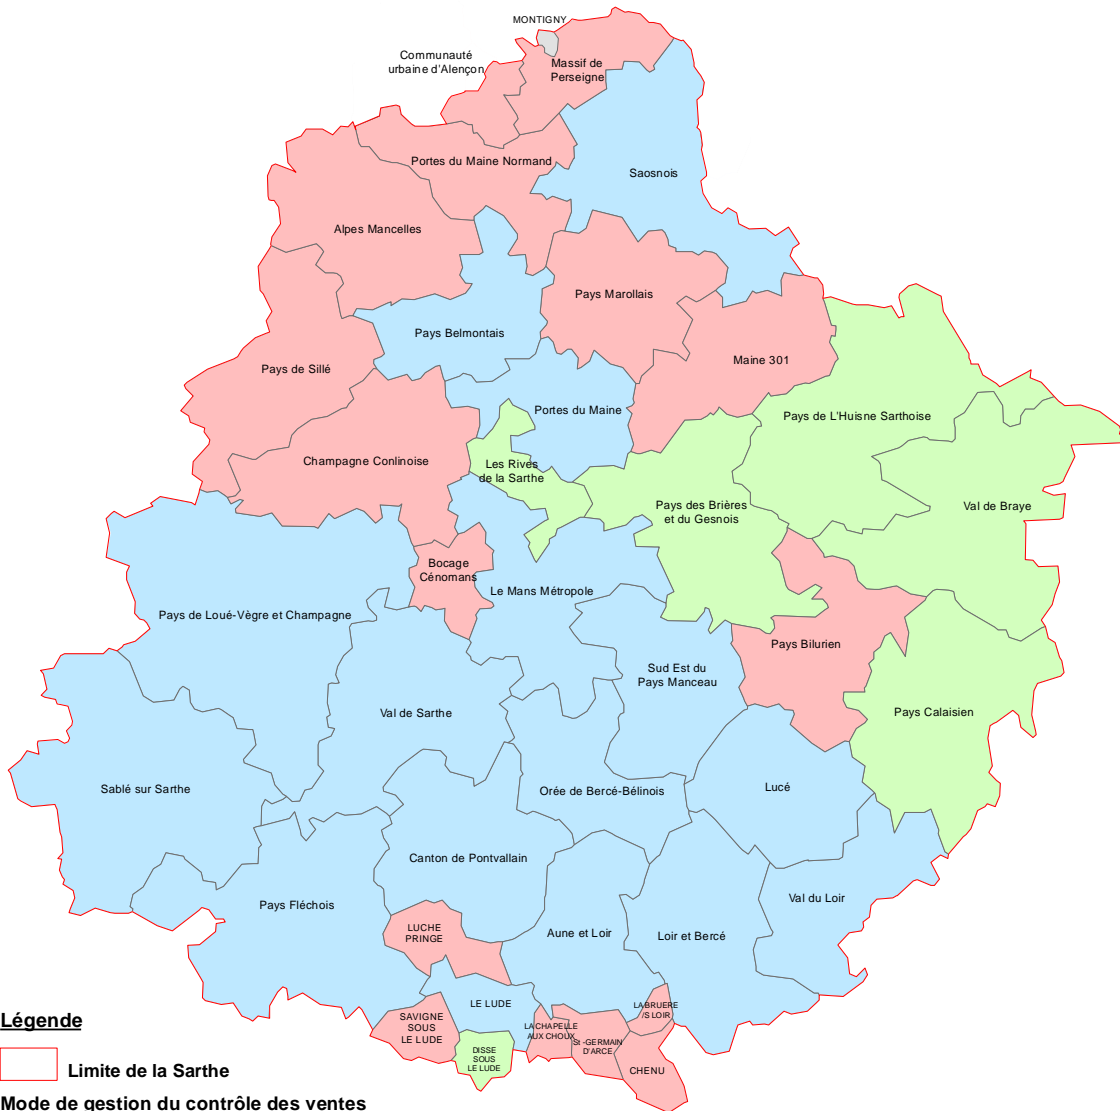 MONTIGNY
Communauté
urbaine d'Alençon
Massif de
Perseigne
Portes du Maine Normand
Saosnois
Alpes Mancelles
Pays Marollais
Pays Belmontais
Maine 301
Pays de Sillé
Portes du Maine
Pays de L'Huisne Sarthoise
Champagne Conlinoise
Les Rives
de la Sarthe
Pays des Brières
et du Gesnois
Val de Braye
Bocage
Cénomans
Le Mans Métropole
Pays de Loué-Vègre et Champagne
Pays Bilurien
Sud Est du
Pays Manceau
Val de Sarthe
Pays Calaisien
Sablé sur Sarthe
Orée de Bercé-Bélinois
Lucé
Canton de Pontvallain
Pays Fléchois
Val du Loir
LUCHE
PRINGE
Aune et Loir
Loir et Bercé
LE LUDE
LA BRUERE
/S LOIR
SAVIGNE
SOUS
LE LUDE
LA CHAPELLE
AUX CHOUX
St -GERMAIN
D'ARCE
DISSE
SOUS
LE LUDE
CHENU
Légende
Limite de la Sarthe
Mode de gestion du contrôle des ventes